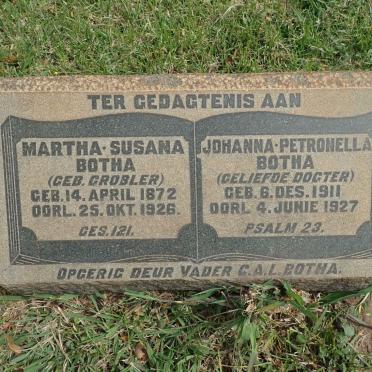 TER GEDAGTENIS AAN
MARTHA·SUSANA
BOTHA
(GEB. GROBLER)
GEB. 14. APRIL 1872
OORL. 25. OKT. 1926.
GES. 121.
JOHANNA·PETRONELLA
BOTHA
(GELIEFDE DOGTER)
GEB. 6. DES. 1911
OORL 4. JUNIE 1927
PSALM 23.
OPGERIG DEUR VADER C.A.L. BOTHA.